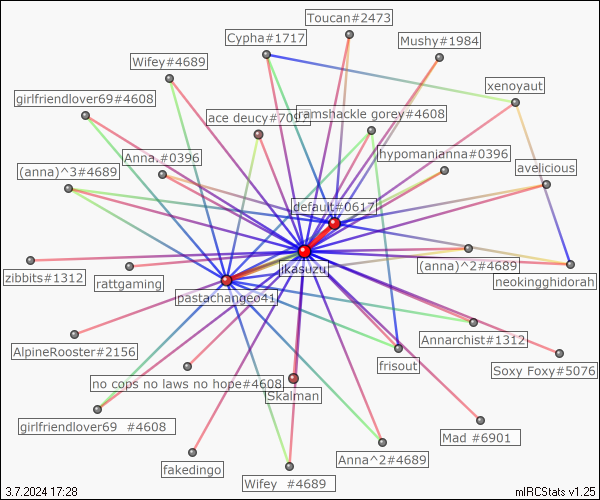 Toucan#2473
Cypha#1717
Mushy#1984
Wifey#4689
xenoyaut
girlfriendlover69#4608
ace deucy#709
ramshackle gorey#4608
Anna.#0396
hypomanianna#0396
(anna)^3#4689
avelicious
default#0617
jkasuzu
(anna)^2#4689
zibbits#1312
rattgaming
neokingghidorah
pastachangeo41
Annarchist#1312
AlpineRooster#2156
frisout
Soxy Foxy#5076
no cops no laws no hope#4608
Skalman
girlfriendlover69 #4608
Mad #6901
Anna^2#4689
fakedingo
Wifey #4689
3.7.2024 17:28
mIRCStats v1.25